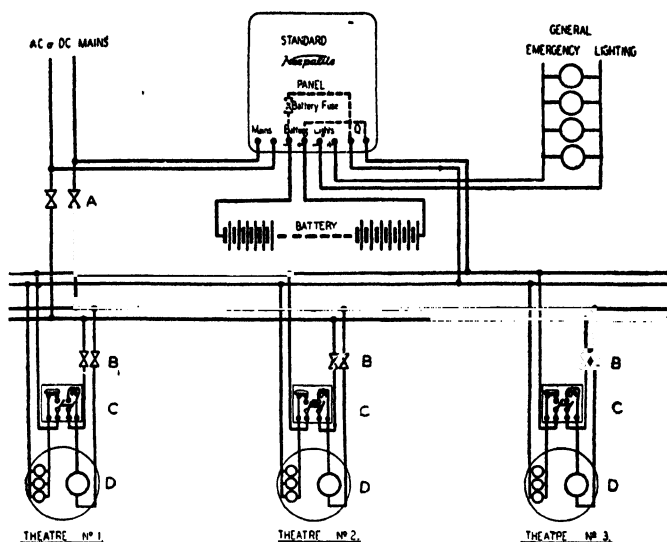 AC or DC MAINS
STANDARD
PANEL
Battery Fuse
Mains Battery Lights
GENERAL
EMERGENCY LIGHTING
A
BATTERY
B
C
D
THEATRE Nº 1.
B
C
D
THEATRE Nº 2.
B
C
D
THEATRE Nº 3.